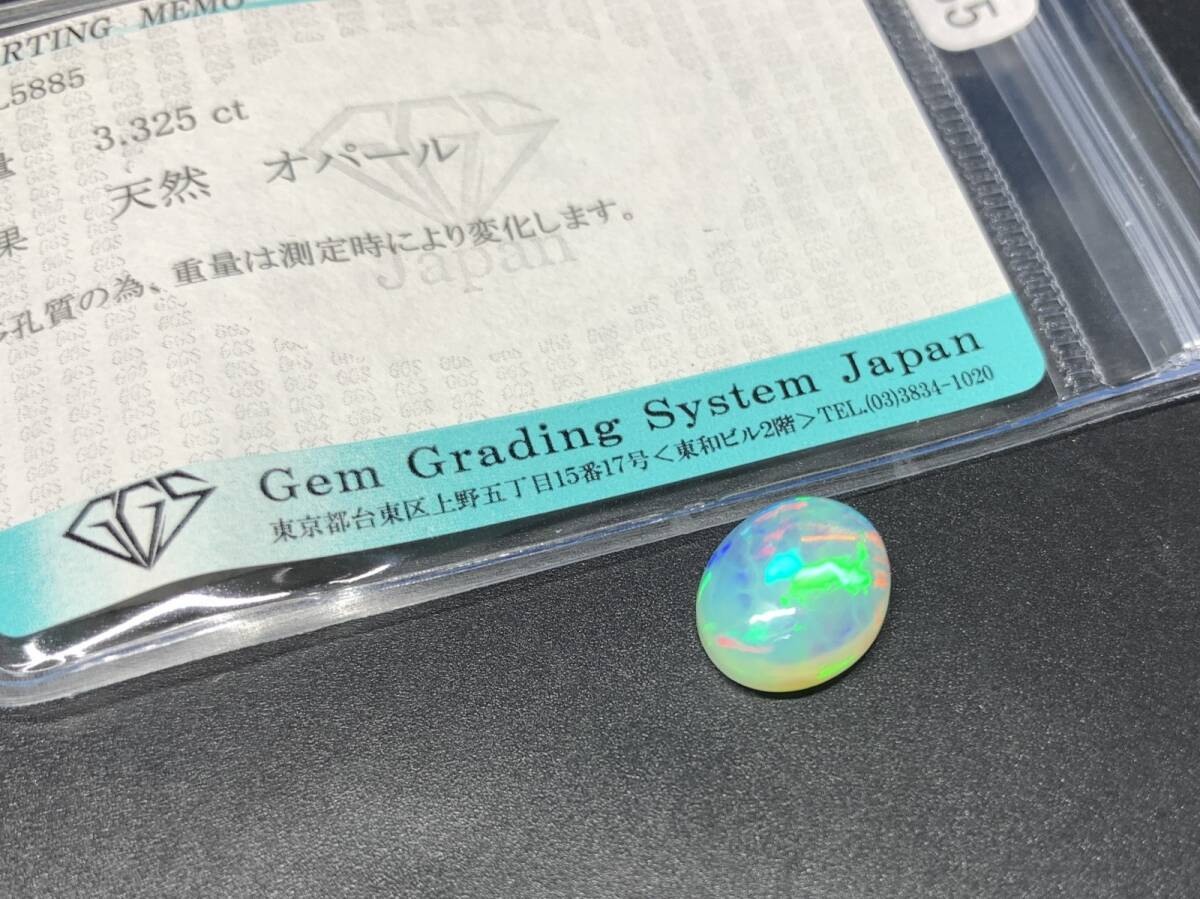 RTING MEMO
L5885
量 3.325 ct
天然 オパール
果
孔質の為、重量は測定時により変化します。
Japan
GGS
Gem Grading System Japan
東京都台東区上野五丁目15番17号<東和ビル2階>TEL.(03)3834-1020